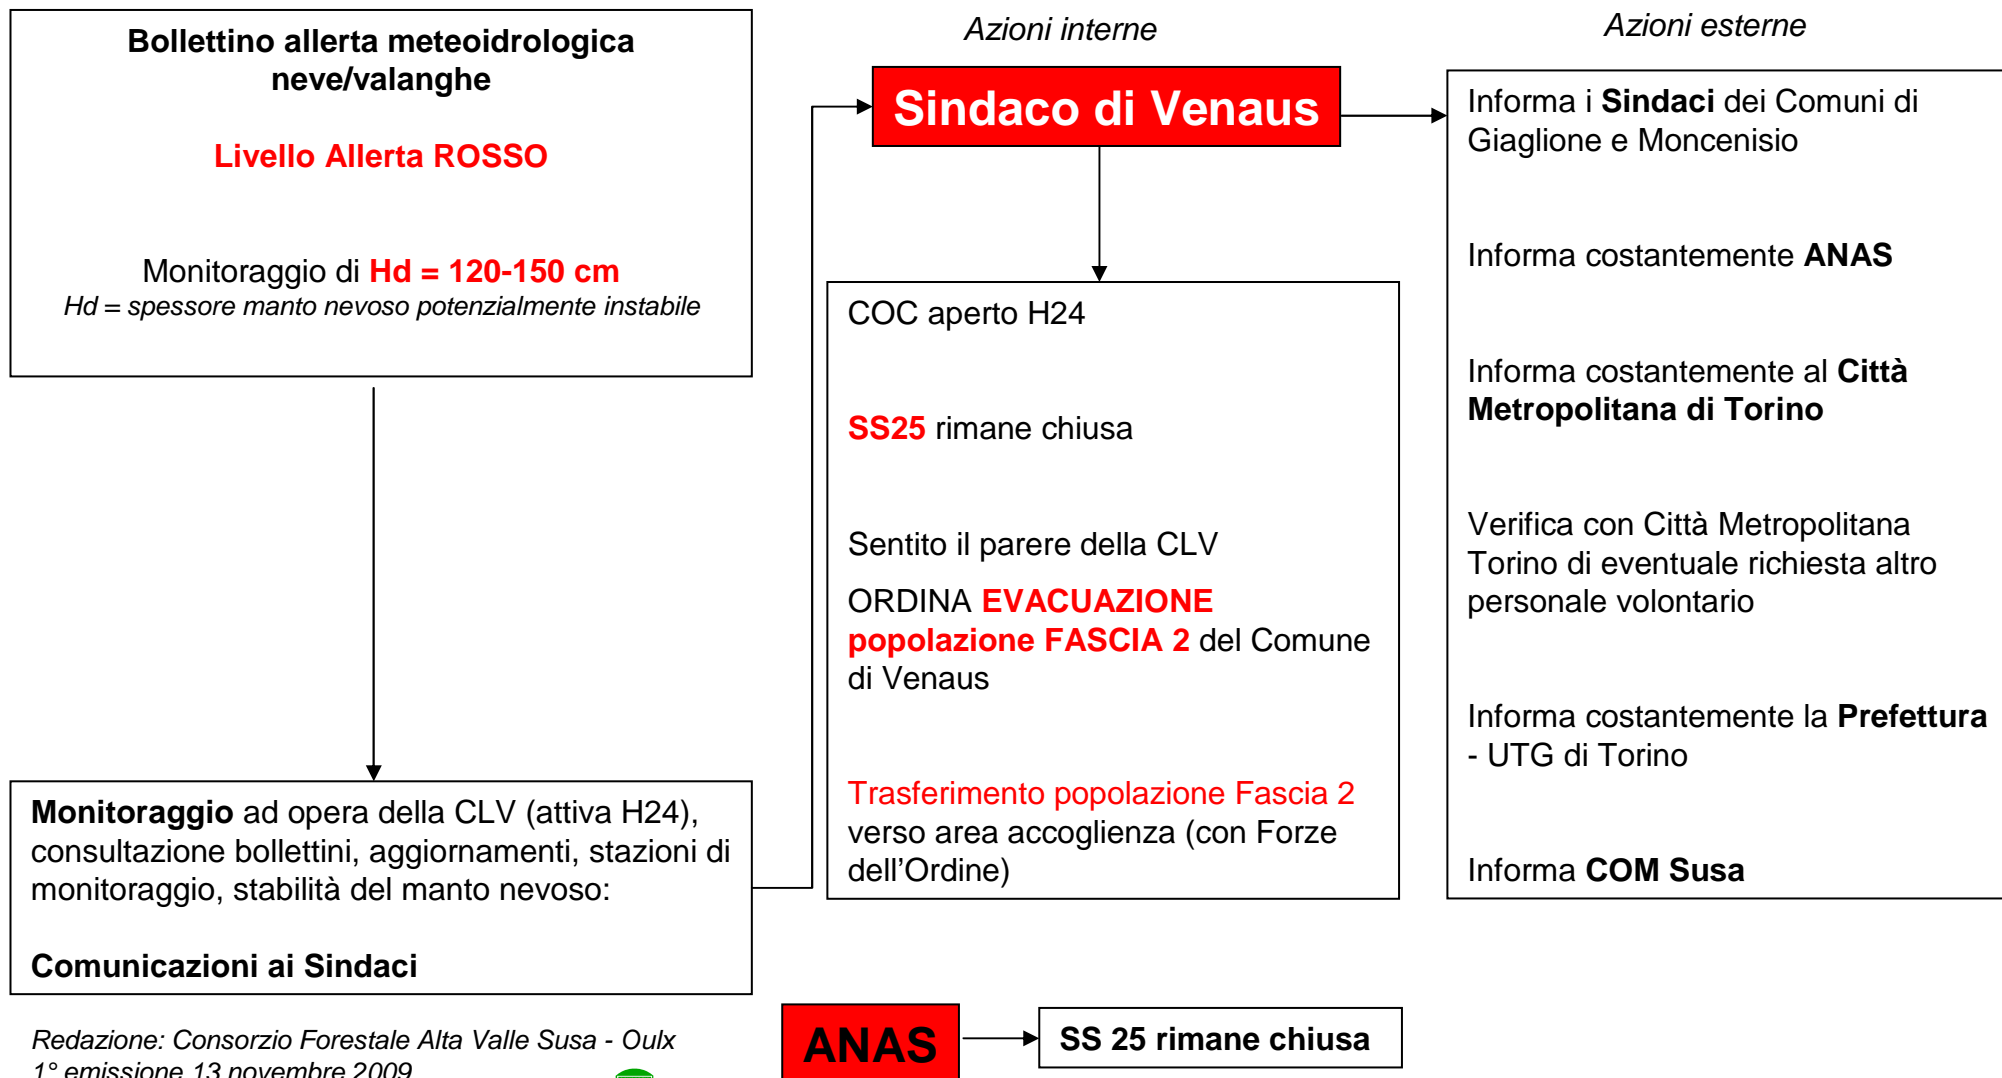 Bollettino allerta meteoidrologica
neve/valanghe
Livello Allerta ROSSO
Monitoraggio di Hd = 120-150 cm
Hd = spessore manto nevoso potenzialmente instabile
Monitoraggio ad opera della CLV (attiva H24),
consultazione bollettini, aggiornamenti, stazioni di
monitoraggio, stabilità del manto nevoso:
Comunicazioni ai Sindaci
Redazione: Consorzio Forestale Alta Valle Susa - Oulx
1° emissione 13 novembre 2009
Azioni interne
Sindaco di Venaus
COC aperto H24
SS25 rimane chiusa
Sentito il parere della CLV
ORDINA EVACUAZIONE
popolazione FASCIA 2 del Comune
di Venaus
Trasferimento popolazione Fascia 2
verso area accoglienza (con Forze
dell'Ordine)
ANAS
SS 25 rimane chiusa
Azioni esterne
Informa i Sindaci dei Comuni di
Giaglione e Moncenisio
Informa costantemente ANAS
Informa costantemente al Città
Metropolitana di Torino
Verifica con Città Metropolitana
Torino di eventuale richiesta altro
personale volontario
Informa costantemente la Prefettura
- UTG di Torino
Informa COM Susa